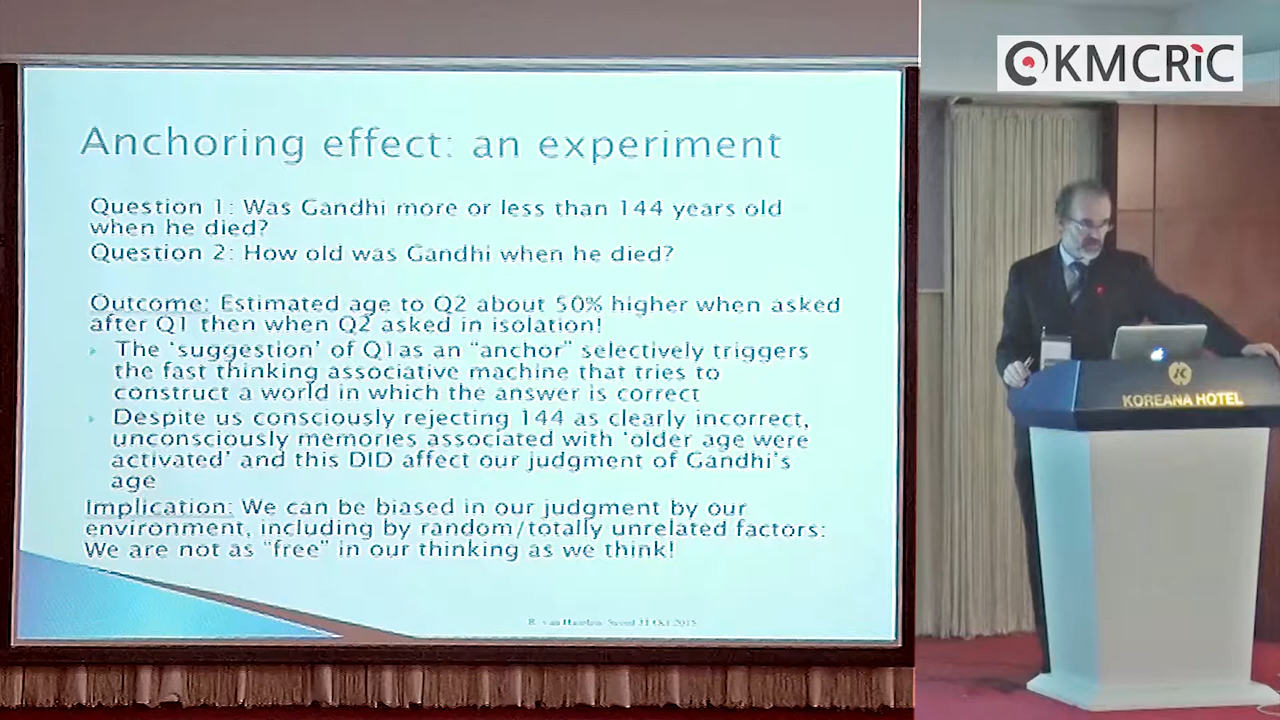 KMCRiC
Anchoring effect: an experiment
Question 1: Was Gandhi more or less than 144 years old
when he died?
Question 2: How old was Gandhi when he died?
Outcome: Estimated age to Q2 about 50% higher when asked
after Q1 then when Q2 asked in isolation!
The ‘suggestion’ of Q1as an “anchor” selectively triggers
the fast thinking associative machine that tries to
construct a world in which the answer is correct
Despite us consciously rejecting 144 as clearly incorrect,
unconsciously memories associated with ‘older age were
activated’ and this DID affect our judgment of Gandhi’s
age
Implication: We can be biased in our judgment by our
environment, including by random/totally unrelated factors:
We are not as “free” in our thinking as we think!
R. van Haselen, Seoul 31 Oct 2015
K
KOREANA HOTEL